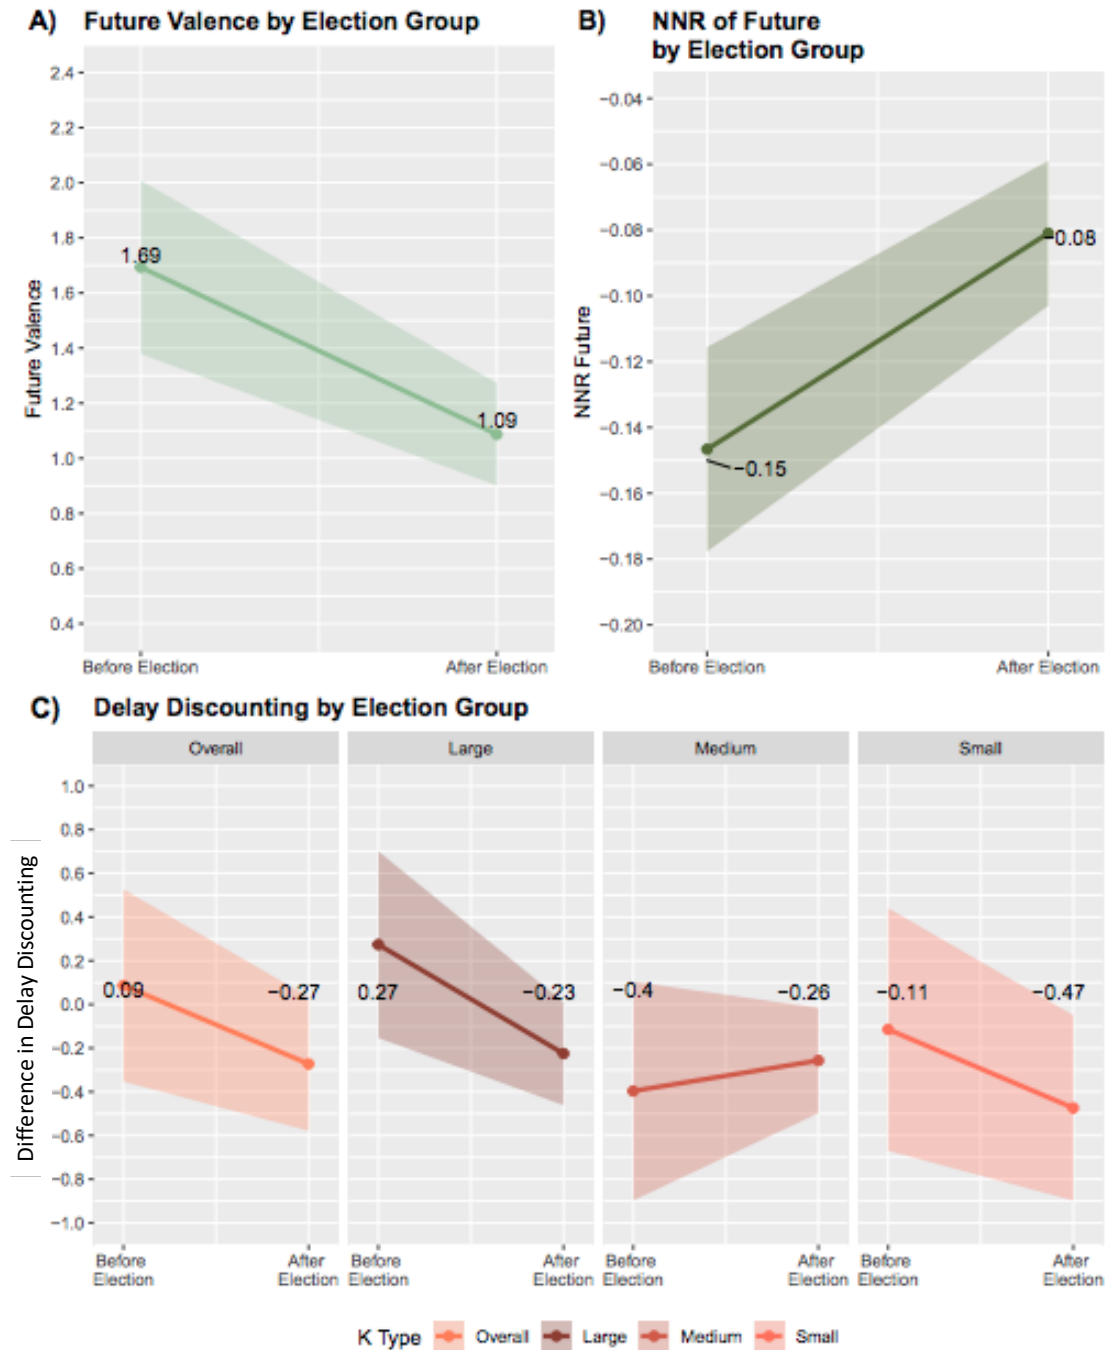 A) Future Valence by Election Group
2.4
2.2
2.0
1.8
1.6
1.4
1.2
1.0
0.8
0.6
0.4
Future Valence
1.69
1.09
Before Election After Election
B) NNR of Future
by Election Group
−0.04
−0.06
−0.08
−0.10
−0.12
−0.14
−0.16
−0.18
−0.20
NNR Future
−0.15
−0.08
Before Election After Election
C) Delay Discounting by Election Group
Overall Large Medium Small
1.0
0.8
0.6
0.4
0.2
0.0
−0.2
−0.4
−0.6
−0.8
−1.0
Difference in Delay Discounting
0.09 −0.27 0.27 −0.23 −0.4 −0.26 −0.11 −0.47
Before After Before After Before After Before After
Election Election Election Election Election Election Election Election
K Type Overall Large Medium Small